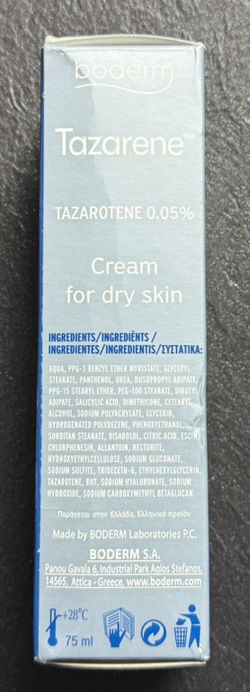 boderm
Tazarene™
TAZAROTENE 0.05%
Cream
for dry skin
INGREDIENTS/INGRÉDIËNTS /
INGREDIENTES/INGREDIENTIS/ΣΥΣΤΑΤΙΚΑ:
AQUA, PPG-3 BENZYL ETHER MYRISTATE, GLYCERYL
STEARATE, PANTHENOL, UREA, DIISOPROPYL ADIPATE,
PPG-15 STEARYL ETHER, PEG-100 STEARATE, DIBUTYL
ADIPATE, SALICYLIC ACID, DIMETHICONE, CETEARYL
ALCOHOL, SODIUM POLYACRYLATE, GLYCERIN,
HYDROGENATED POLYDECENE, PHENOXYETHANOL,
SORBITAN STEARATE, BISABOLOL, CITRIC ACID, ESCIN,
CHLORPHENESIN, ALLANTOIN, HECTORITE,
HYDROXYETHYLCELLULOSE, SODIUM GLUCONATE,
SODIUM SULFITE, TRIDECETH-6, ETHYLHEXYLGLYCERIN,
TAZAROTENE, BHT, SODIUM HYALURONATE, SODIUM
HYDROXIDE, SODIUM CARBOXYMETHYL BETAGLUCAN.
Παράγεται στην Ελλάδα. Ελληνικό προϊόν
Made by BODERM Laboratories P.C.
BODERM S.A.
Panou Gavala 6, Industrial Park Agios Stefanos,
14565, Attica - Greece, www.boderm.com
+28°C
75 ml